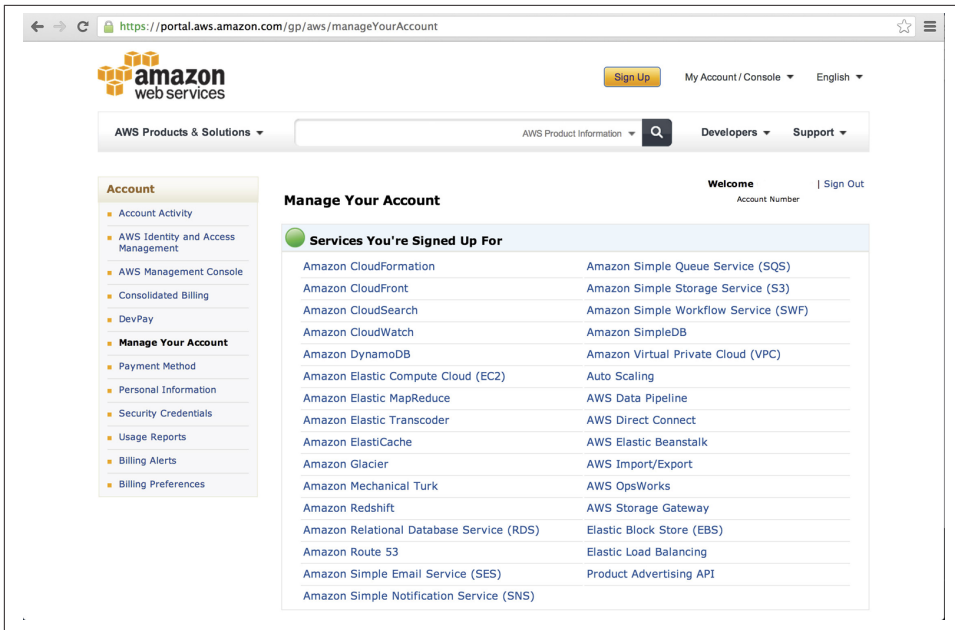 https://portal.aws.amazon.com/gp/aws/manageYourAccount
amazon
web services
Sign Up
My Account / Console
English
AWS Products & Solutions
AWS Product Information
Developers
Support
Account
Account Activity
AWS Identity and Access
Management
AWS Management Console
Consolidated Billing
DevPay
Manage Your Account
Payment Method
Personal Information
Security Credentials
Usage Reports
Billing Alerts
Billing Preferences
Manage Your Account
Welcome | Sign Out
Account Number
Services You're Signed Up For
Amazon CloudFormation
Amazon CloudFront
Amazon CloudSearch
Amazon CloudWatch
Amazon DynamoDB
Amazon Elastic Compute Cloud (EC2)
Amazon Elastic MapReduce
Amazon Elastic Transcoder
Amazon ElastiCache
Amazon Glacier
Amazon Mechanical Turk
Amazon Redshift
Amazon Relational Database Service (RDS)
Amazon Route 53
Amazon Simple Email Service (SES)
Amazon Simple Notification Service (SNS)
Amazon Simple Queue Service (SQS)
Amazon Simple Storage Service (S3)
Amazon Simple Workflow Service (SWF)
Amazon SimpleDB
Amazon Virtual Private Cloud (VPC)
Auto Scaling
AWS Data Pipeline
AWS Direct Connect
AWS Elastic Beanstalk
AWS Import/Export
AWS OpsWorks
AWS Storage Gateway
Elastic Block Store (EBS)
Elastic Load Balancing
Product Advertising API